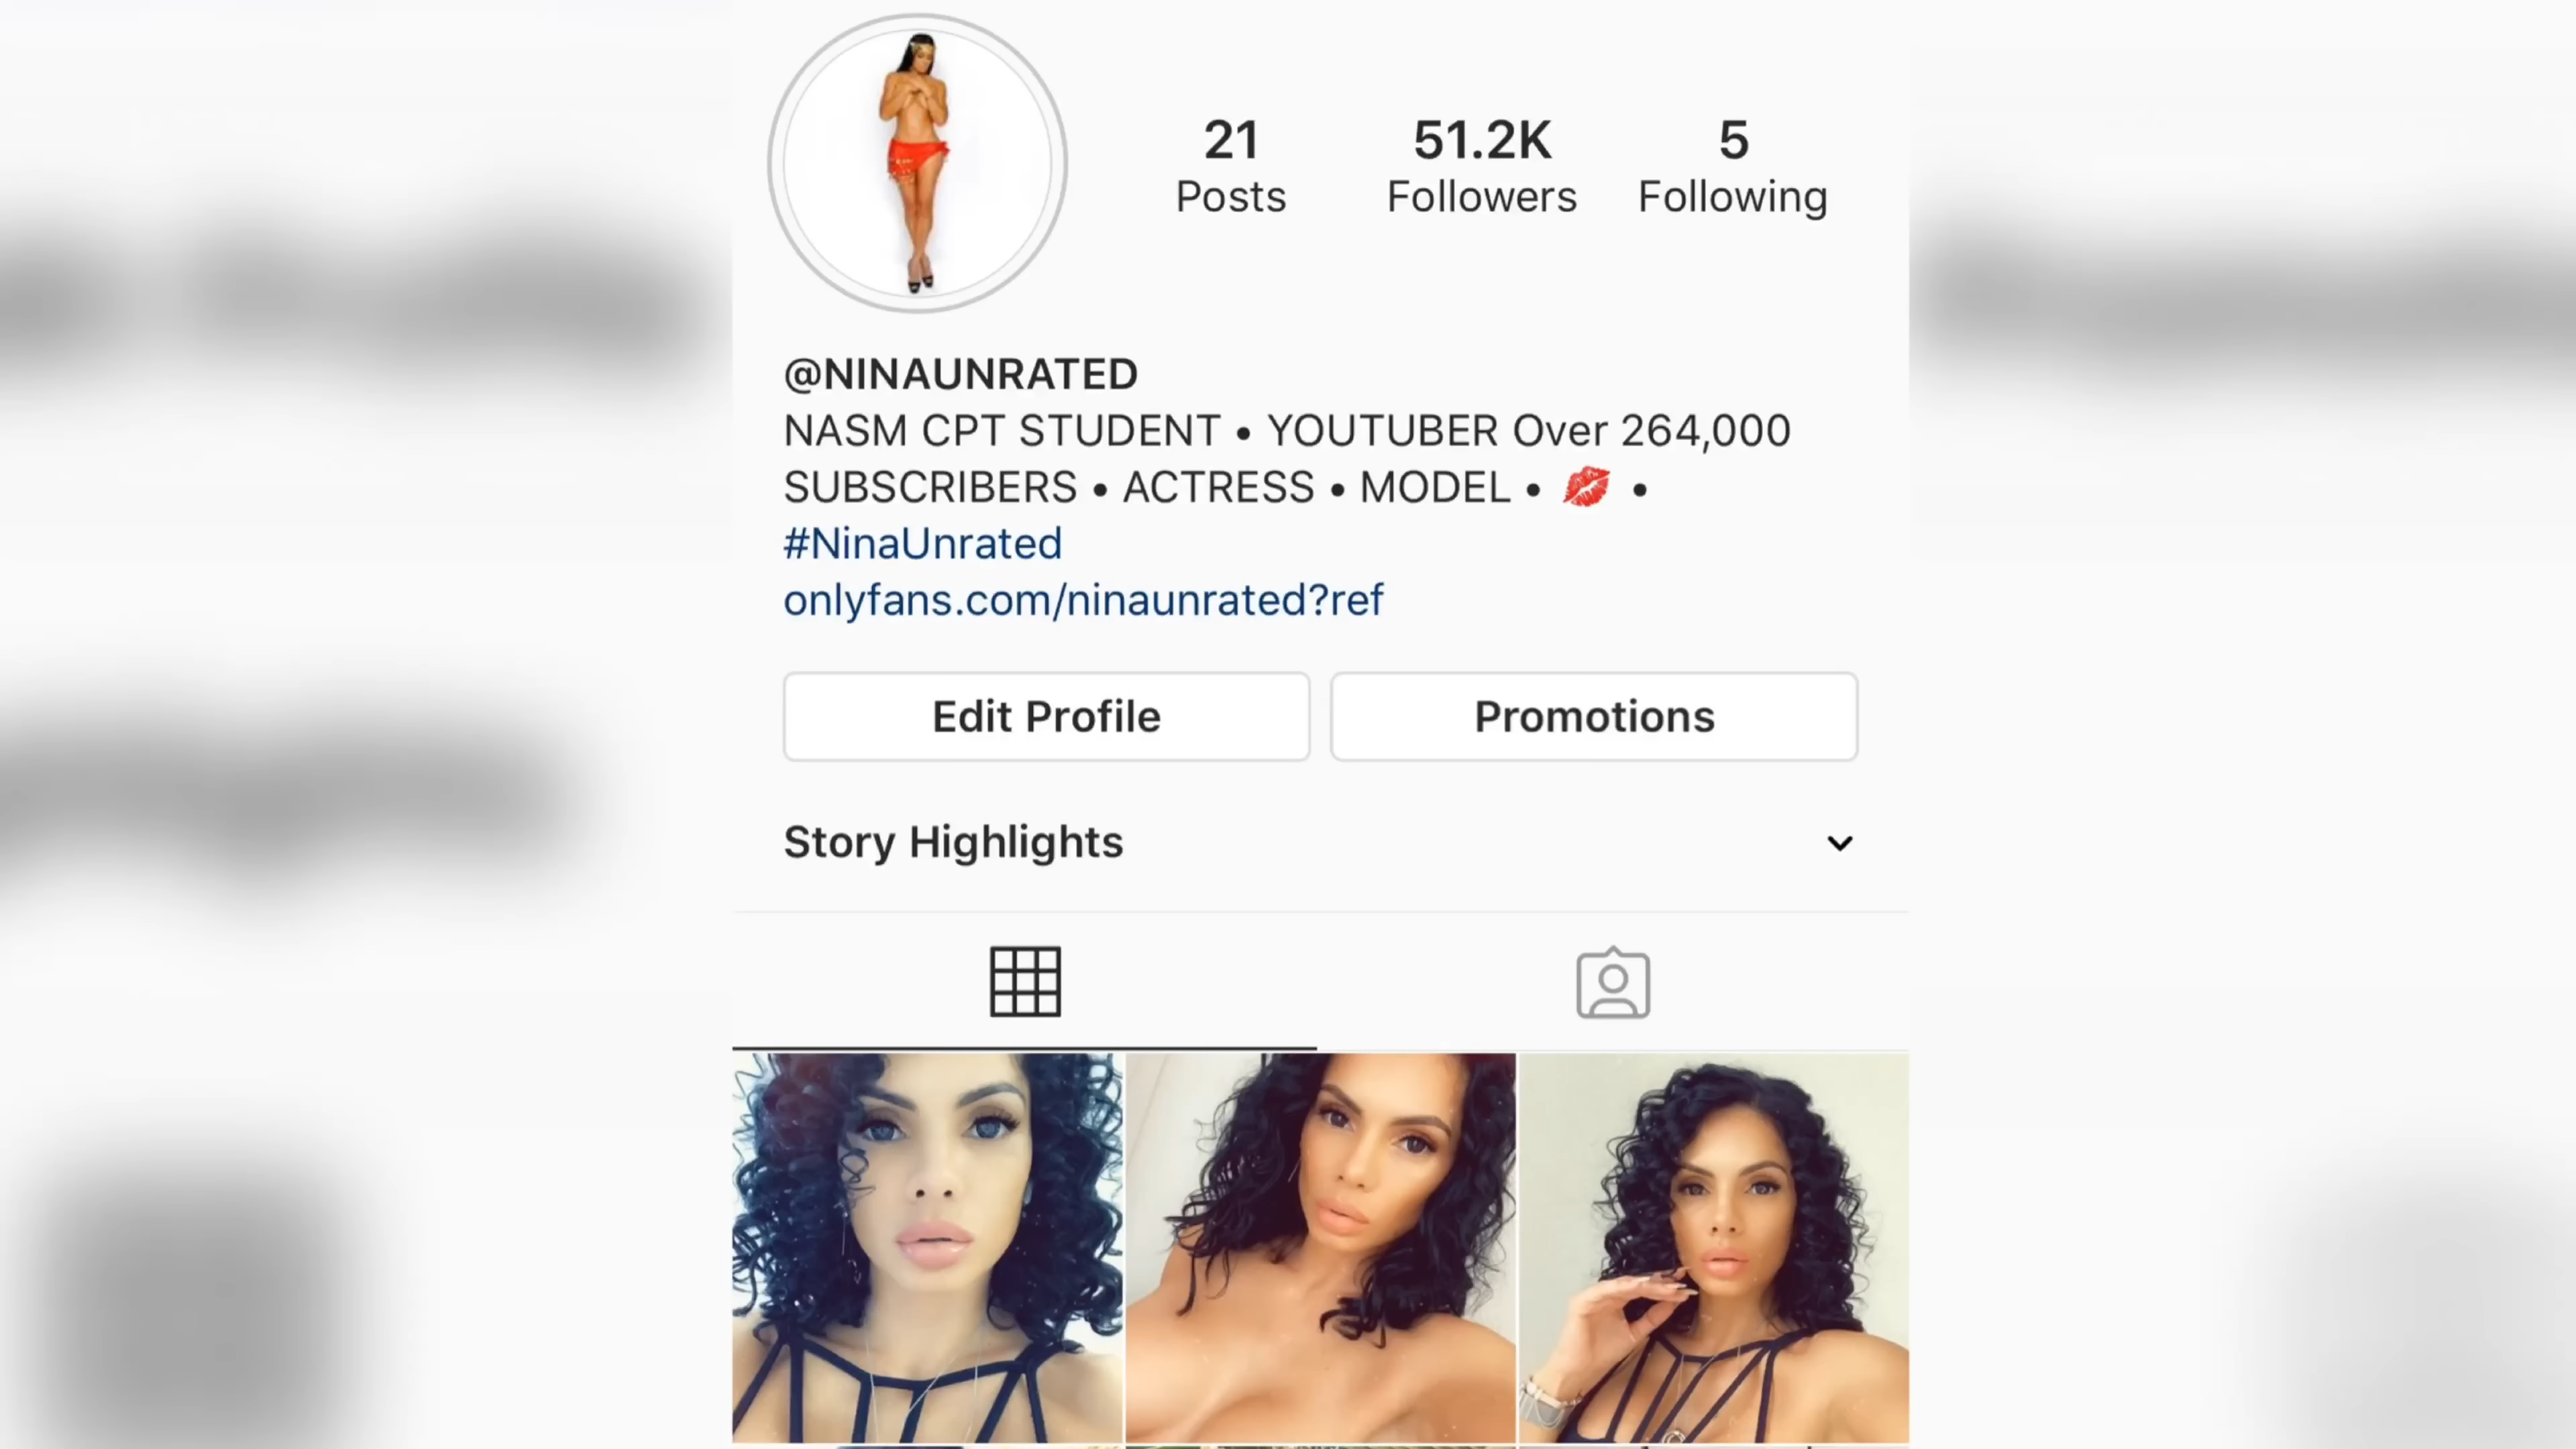 21 51.2K 5
Posts Followers Following
@NINAUNRATED
NASM CPT STUDENT • YOUTUBER Over 264,000
SUBSCRIBERS • ACTRESS • MODEL • 💋 •
#NinaUnrated
onlyfans.com/ninaunrated?ref
Edit Profile Promotions
Story Highlights